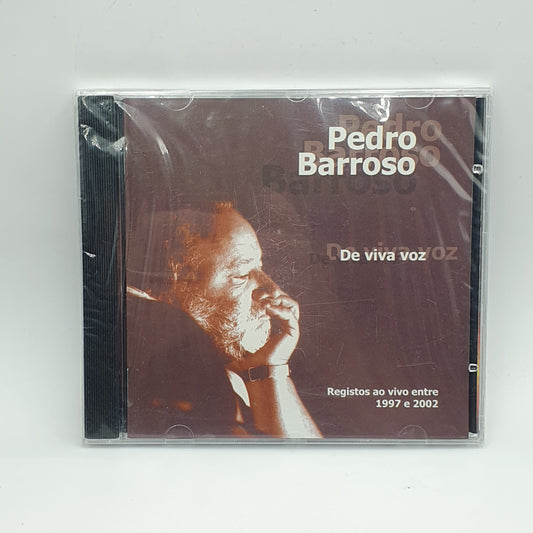 Pedro
Barroso
De viva voz
Registos ao vivo entre
1997 e 2002